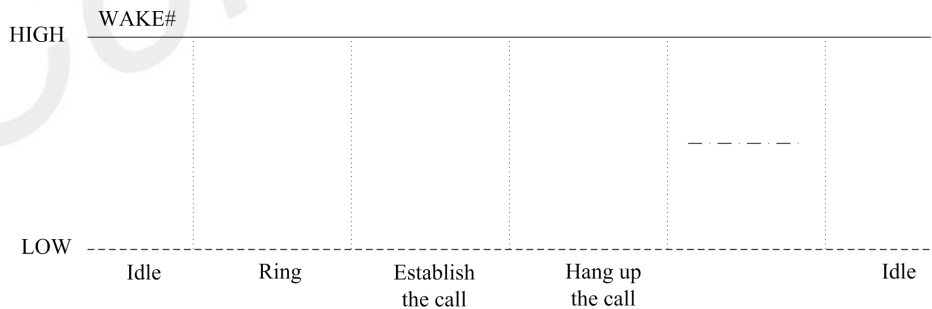 WAKE#
HIGH
LOW
Idle
Ring
Establish
the call
Hang up
the call
Idle